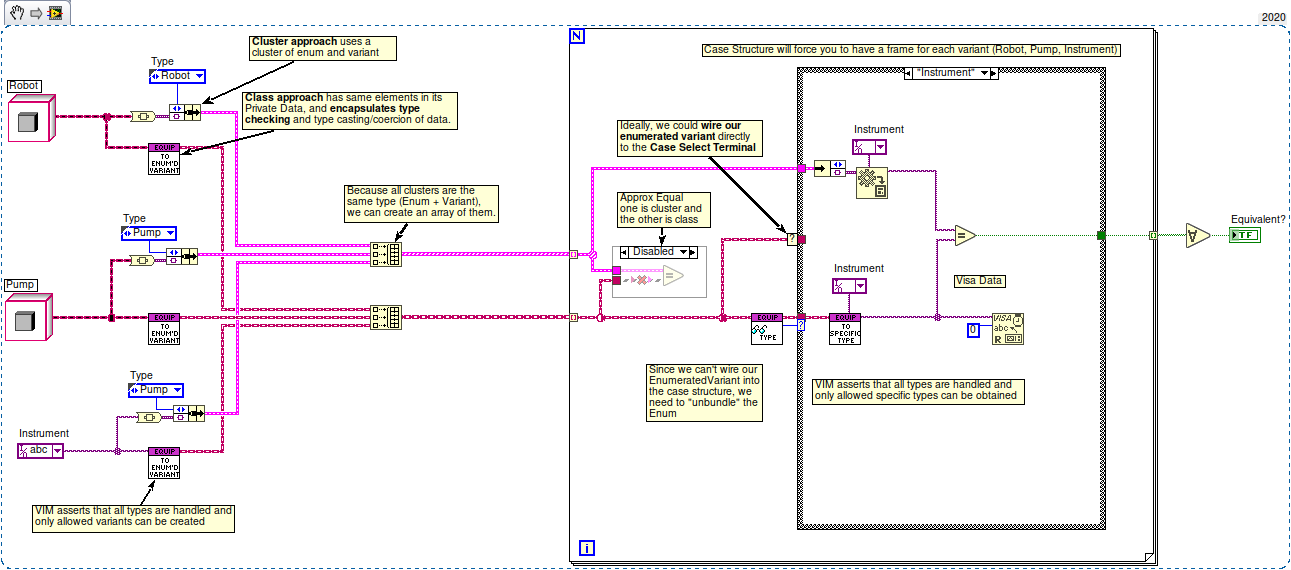 2020
Cluster approach uses a
cluster of enum and variant
Type
Robot
Robot
Class approach has same elements in its
Private Data, and encapsulates type
checking and type casting/coercion of data.
EQUIP
TO
ENUM'D
VARIANT
Because all clusters are the
same type (Enum + Variant),
we can create an array of them.
Type
Pump
Pump
EQUIP
TO
ENUM'D
VARIANT
Type
Pump
Instrument
abc
EQUIP
TO
ENUM'D
VARIANT
VIM asserts that all types are handled and
only allowed variants can be created
N
Case Structure will force you to have a frame for each variant (Robot, Pump, Instrument)
"Instrument"
Ideally, we could wire our
enumerated variant directly
to the Case Select Terminal
Approx Equal
one is cluster and
the other is class
Disabled
Instrument
?
Instrument
EQUIP
TYPE
?
EQUIP
TO
SPECIFIC
TYPE
Visa Data
0
VISA
abc
R
Since we can't wire our
EnumeratedVariant into
the case structure, we
need to "unbundle" the
Enum
VIM asserts that all types are handled and
only allowed specific types can be obtained
i
Equivalent?
TF